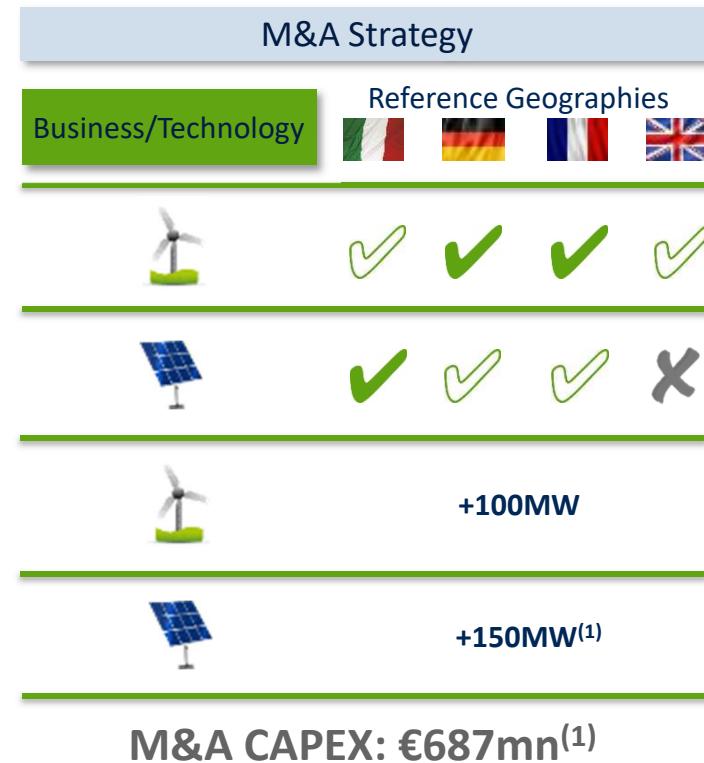 M&A Strategy
Reference Geographies
Business/Technology
+100MW
+150MW(1)
M&A CAPEX: €687mn(1)